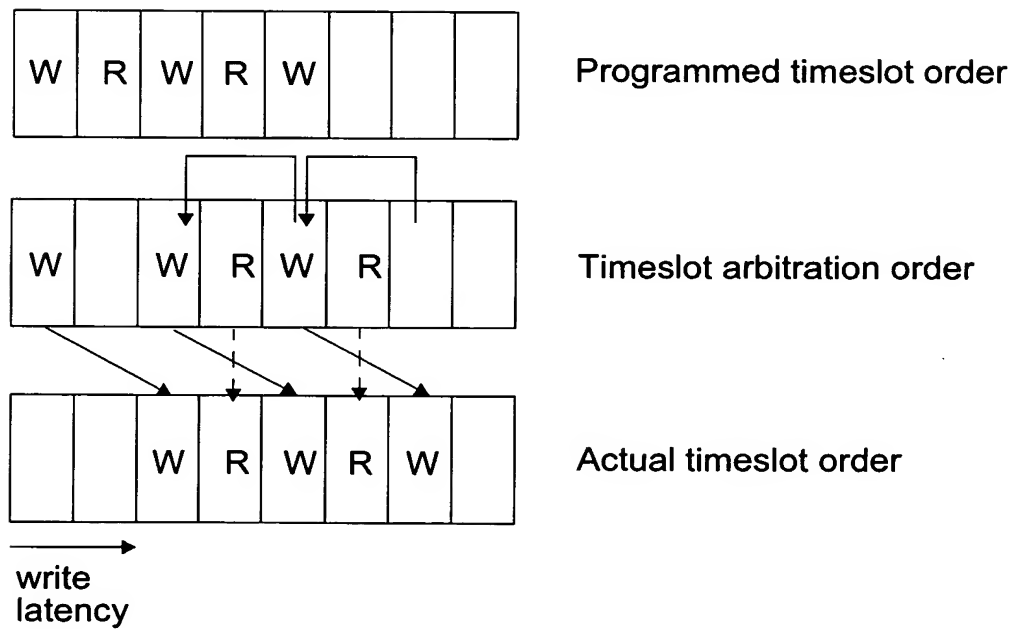 W R W R W
Programmed timeslot order
W W R W R
Timeslot arbitration order
W R W R W
Actual timeslot order
write
latency